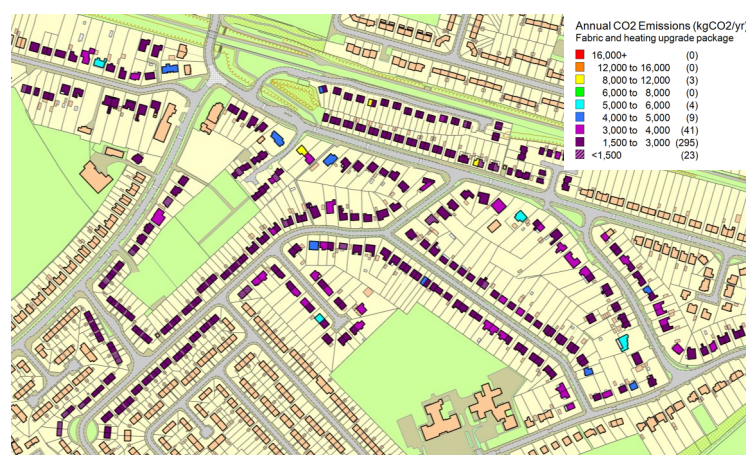 Annual CO2 Emissions (kgCO2/yr)
Fabric and heating upgrade package
16,000+ (0)
12,000 to 16,000 (0)
8,000 to 12,000 (3)
6,000 to 8,000 (0)
5,000 to 6,000 (4)
4,000 to 5,000 (9)
3,000 to 4,000 (41)
1,500 to 3,000 (295)
<1,500 (23)